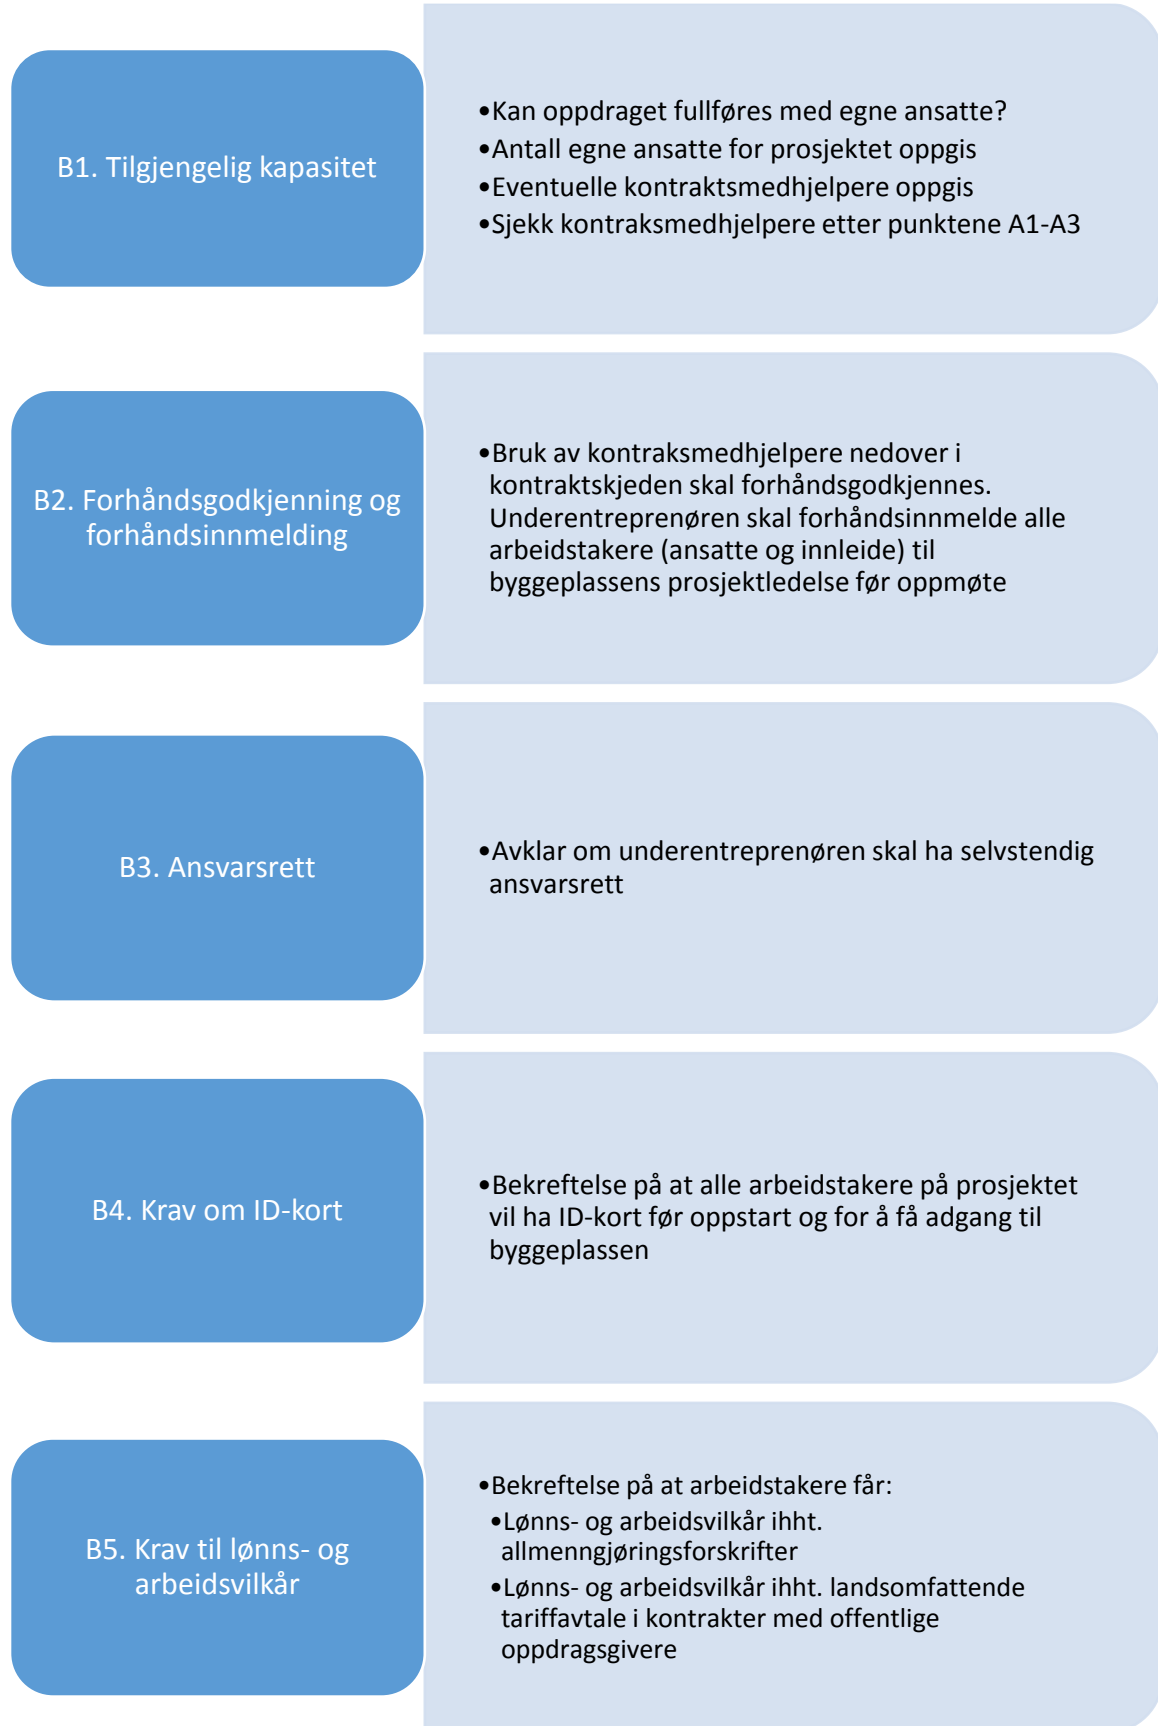 B1. Tilgjengelig kapasitet
•Kan oppdraget fullføres med egne ansatte?
•Antall egne ansatte for prosjektet oppgis
•Eventuelle kontraktsmedhjelpere oppgis
•Sjekk kontraksmedhjelpere etter punktene A1-A3
B2. Forhåndsgodkjenning og
forhåndsinnmelding
•Bruk av kontraksmedhjelpere nedover i
kontraktskjeden skal forhåndsgodkjennes.
Underentreprenøren skal forhåndsinnmelde alle
arbeidstakere (ansatte og innleide) til
byggeplassens prosjektledelse før oppmøte
B3. Ansvarsrett
•Avklar om underentreprenøren skal ha selvstendig
ansvarsrett
B4. Krav om ID-kort
•Bekreftelse på at alle arbeidstakere på prosjektet
vil ha ID-kort før oppstart og for å få adgang til
byggeplassen
B5. Krav til lønns- og
arbeidsvilkår
•Bekreftelse på at arbeidstakere får:
•Lønns- og arbeidsvilkår ihht.
allmenngjøringsforskrifter
•Lønns- og arbeidsvilkår ihht. landsomfattende
tariffavtale i kontrakter med offentlige
oppdragsgivere